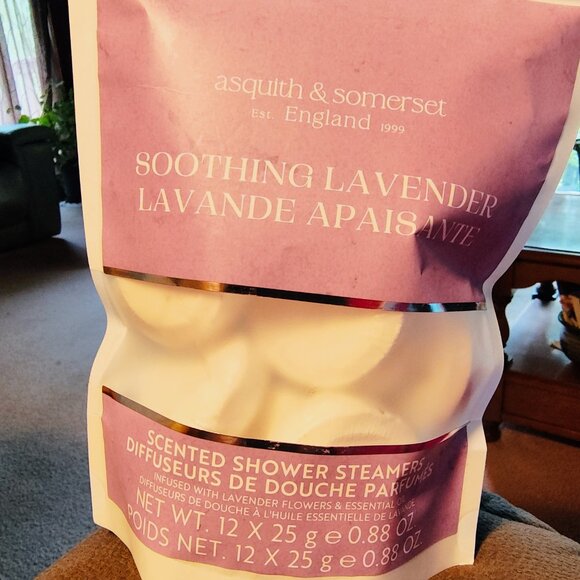 asquith & somerset
EST. England 1999
SOOTHING LAVENDER
LAVANDE APAISANTE
SCENTED SHOWER STEAMERS
DIFFUSEURS DE DOUCHE PARFUMÉS
INFUSED WITH LAVENDER FLOWERS & ESSENTIAL
DIFFUSEURS DE DOUCHE À L'HUILE ESSENTIELLE DE
NET WT. 12 X 25 g e 0.88 OZ.
POIDS NET. 12 X 25 g e 0.88 OZ.